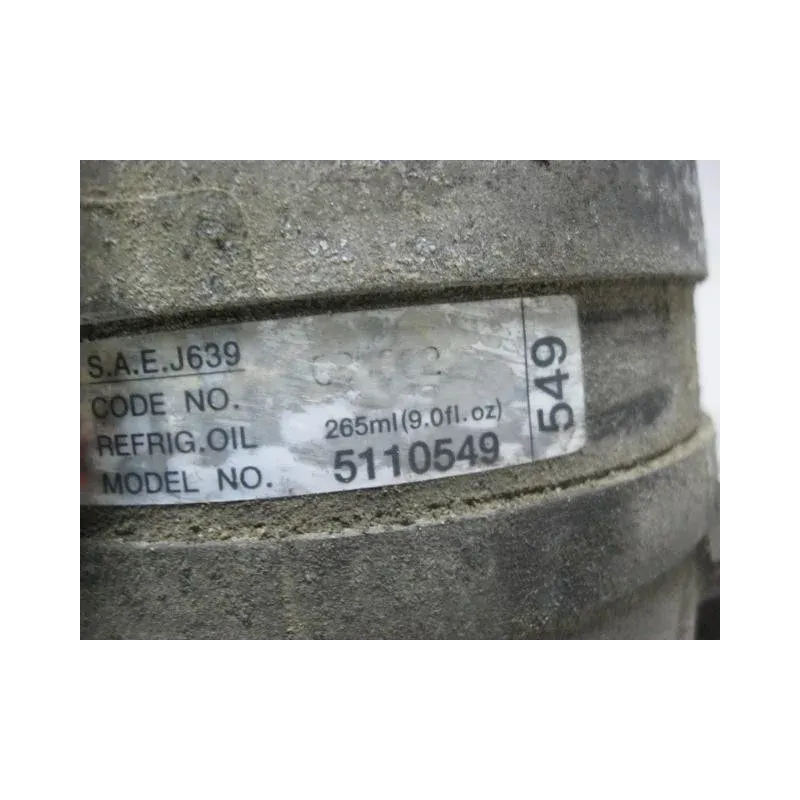 S.A.E.J639
CODE NO.
REFRIG.OIL 265ml(9.0fl.oz)
MODEL NO. 5110549
549